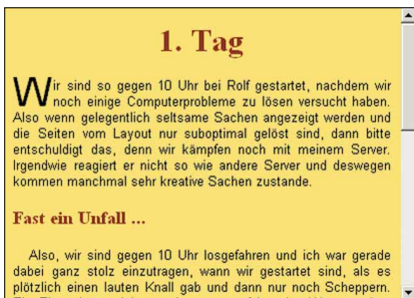 1. Tag
Wir sind so gegen 10 Uhr bei Rolf gestartet, nachdem wir
noch einige Computerprobleme zu lösen versucht haben.
Also wenn gelegentlich seltsame Sachen angezeigt werden und
die Seiten vom Layout nur suboptimal gelöst sind, dann bitte
entschuldigt das, denn wir kämpfen noch mit meinem Server.
Irgendwie reagiert er nicht so wie andere Server und deswegen
kommen manchmal sehr kreative Sachen zustande.
Fast ein Unfall ...
Also, wir sind gegen 10 Uhr losgefahren und ich war gerade
dabei ganz stolz einzutragen, wann wir gestartet sind, als es
plötzlich einen lauten Knall gab und dann nur noch Scheppern.